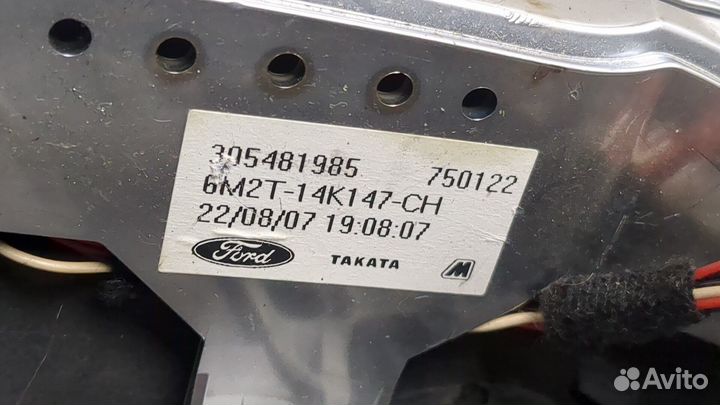 305481985 750122
6M2T-14K147-CH
22/08/07 19:08:07
Ford TAKATA M
Avito